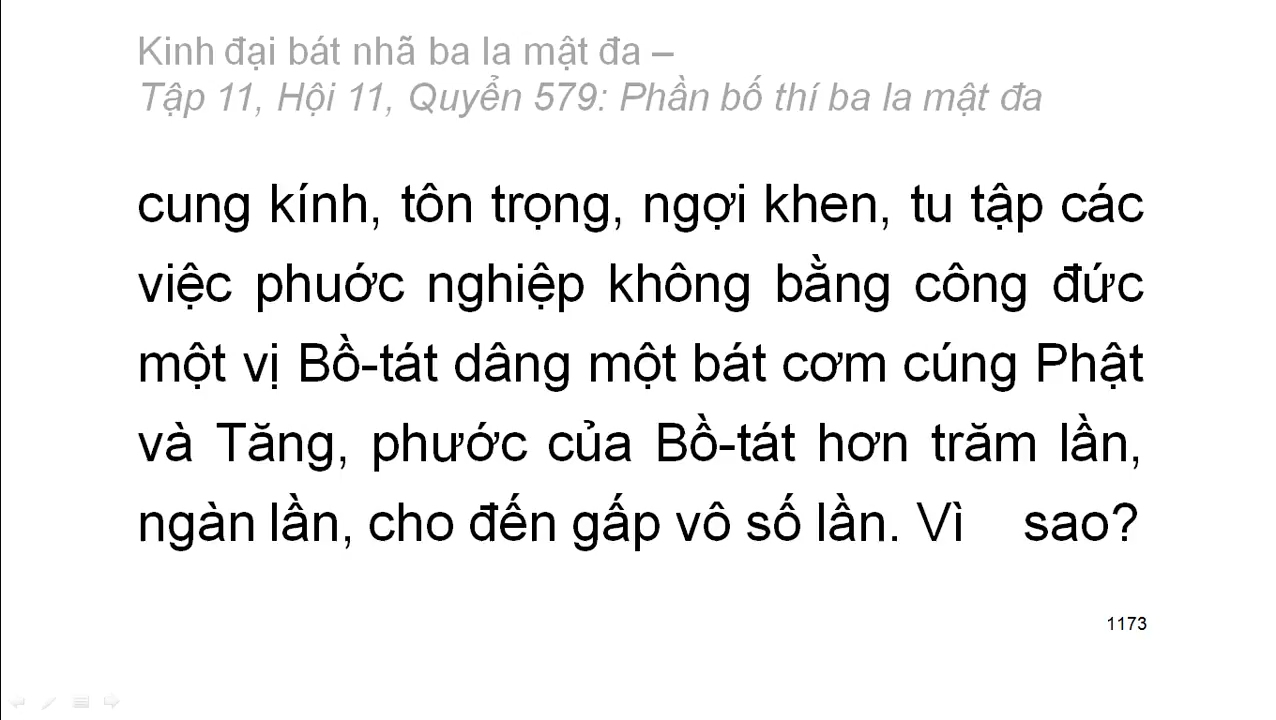 Kinh đại bát nhã ba la mật đa –
Tập 11, Hội 11, Quyển 579: Phần bố thí ba la mật đa
cung kính, tôn trọng, ngợi khen, tu tập các
việc phuớc nghiệp không bằng công đức
một vị Bồ-tát dâng một bát cơm cúng Phật
và Tăng, phước của Bồ-tát hơn trăm lần,
ngàn lần, cho đến gấp vô số lần. Vì sao?
1173